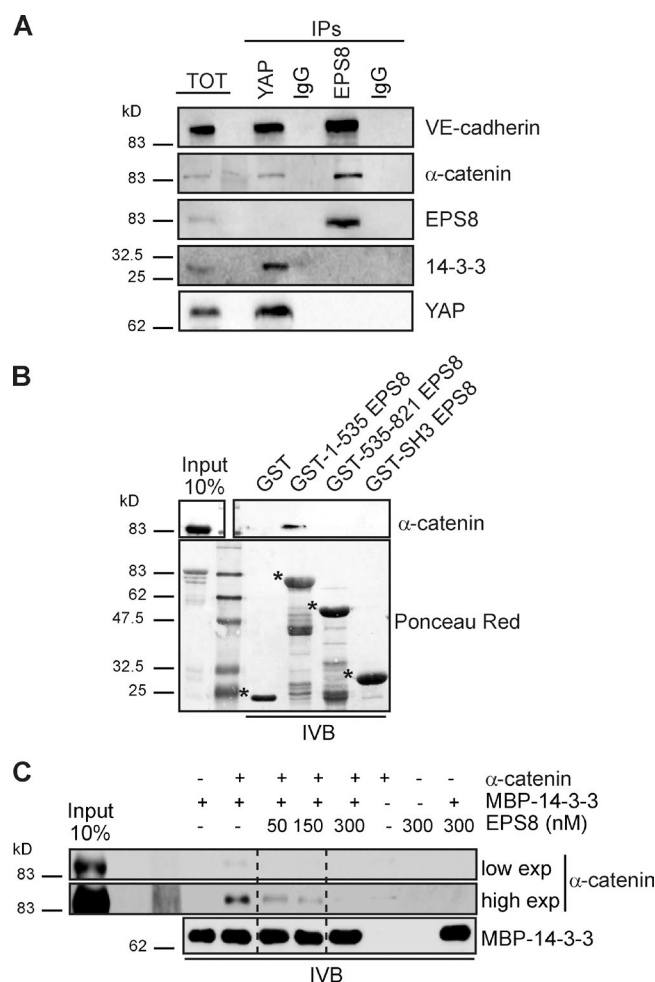 A
IPs
TOT YAP IgG EPS8 IgG
kD
83 VE-cadherin
83 α-catenin
83 EPS8
32.5
25 14-3-3
62 YAP
B
Input 10% GST GST-1-535 EPS8 GST-535-821 EPS8 GST-SH3 EPS8
kD
83 α-catenin
83
62
47.5
32.5
25
* * * *
Ponceau Red
IVB
C
- + + + + + - - α-catenin
+ + + + + - - + MBP-14-3-3
- - 50 150 300 - 300 300 EPS8 (nM)
Input 10%
kD
83 low exp
83 high exp
α-catenin
62 MBP-14-3-3
IVB